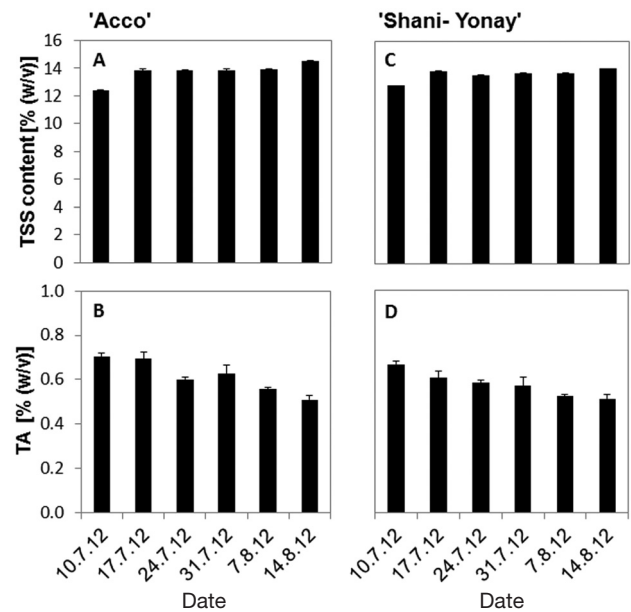 'Acco'
'Shani- Yonay'
TSS content [% (w/v)]
16
14
12
10
8
6
4
2
0
A
C
TA [% (w/v)]
1.0
0.8
0.6
0.4
0.2
0.0
B
D
10.7.12
17.7.12
24.7.12
31.7.12
7.8.12
14.8.12
10.7.12
17.7.12
24.7.12
31.7.12
7.8.12
14.8.12
Date
Date